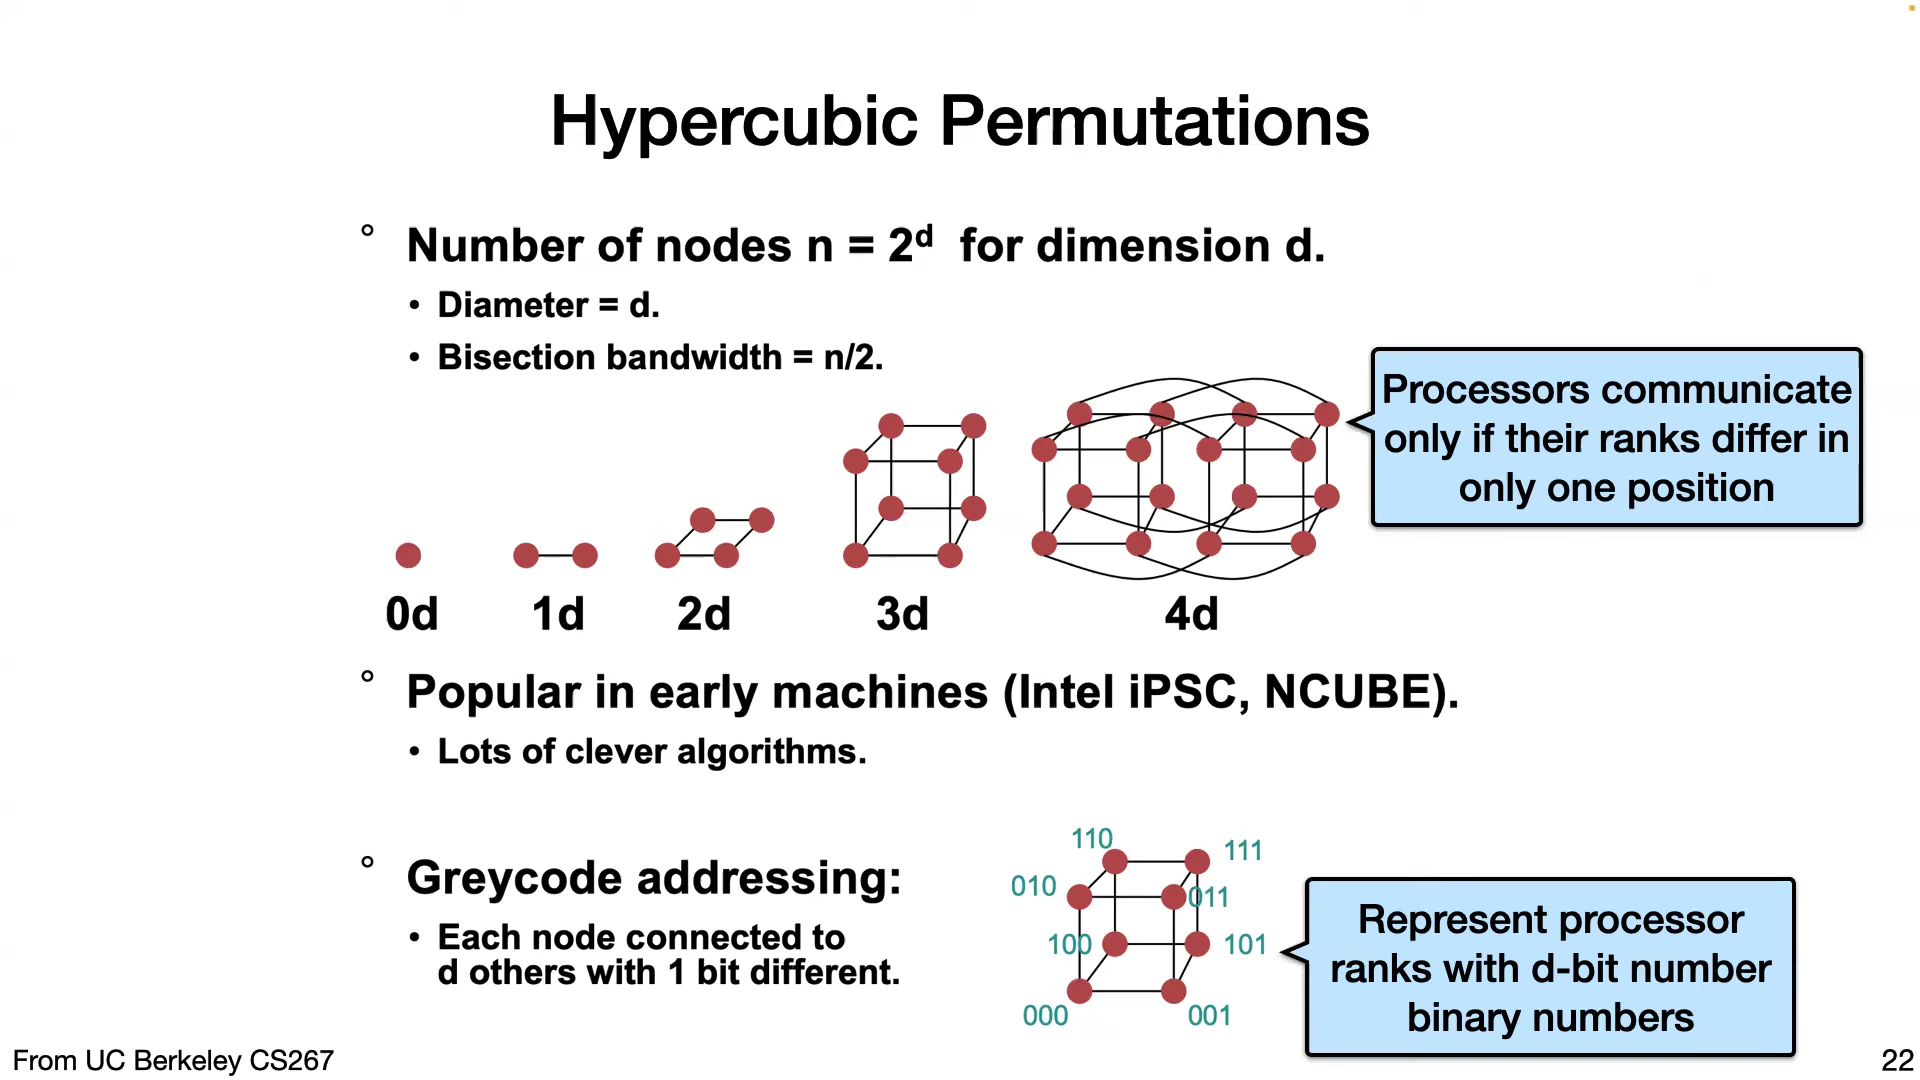 Hypercubic Permutations
° Number of nodes n = 2ᵈ for dimension d.
• Diameter = d.
• Bisection bandwidth = n/2.
Processors communicate
only if their ranks differ in
only one position
0d 1d 2d 3d 4d
° Popular in early machines (Intel iPSC, NCUBE).
• Lots of clever algorithms.
° Greycode addressing:
• Each node connected to
d others with 1 bit different.
110
111
010
011
100
101
000
001
Represent processor
ranks with d-bit number
binary numbers
From UC Berkeley CS267
22